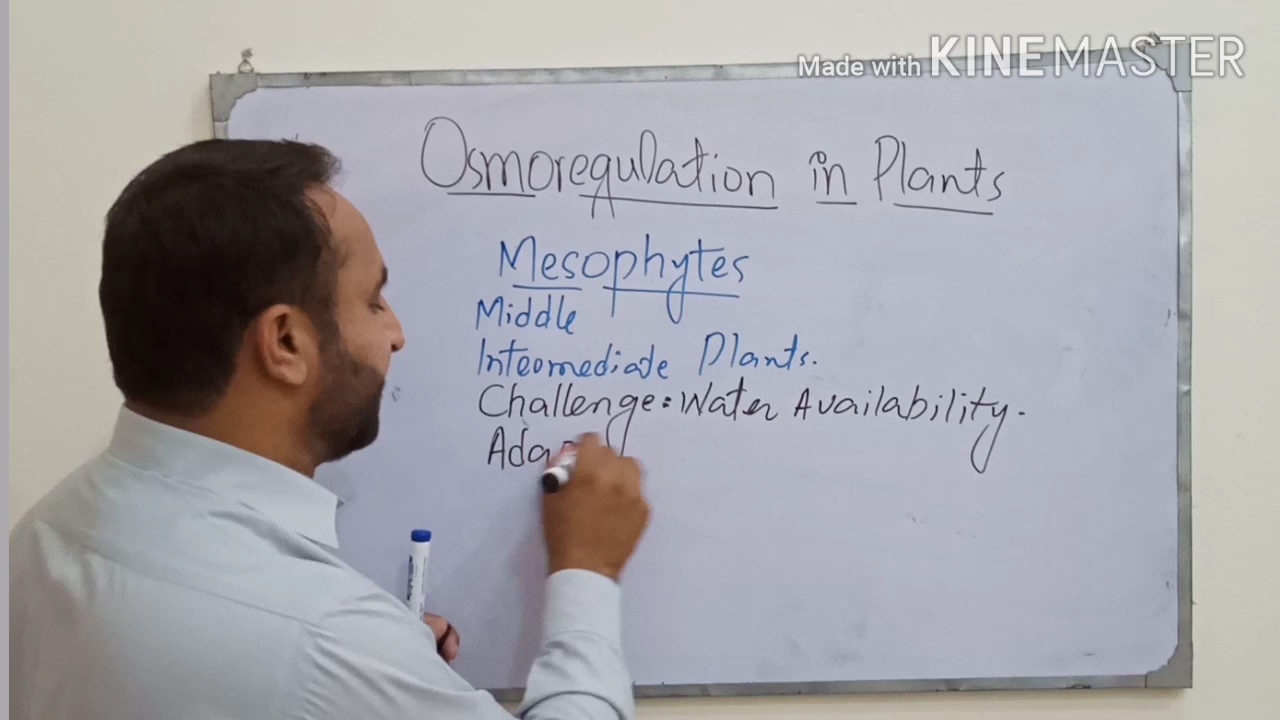 Made with KINEMASTER
Osmoregulation in Plants
Mesophytes
Middle
Intermediate Plants.
Challenge: Water Availability.
Ada